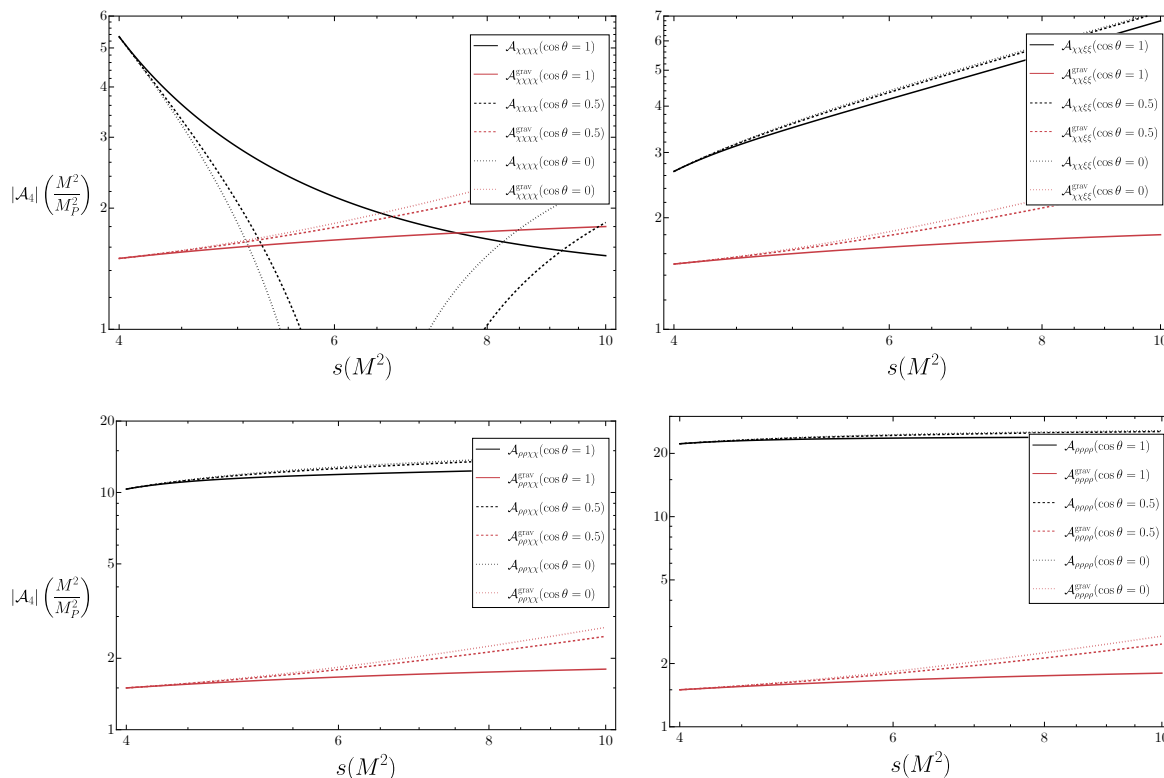 6
5
4
3
2
1
|𝒜₄| (M²/M_P²)
4
6
8
10
s(M²)
𝒜_χχχχ(cos θ = 1)
𝒜^grav_χχχχ(cos θ = 1)
𝒜_χχχχ(cos θ = 0.5)
𝒜^grav_χχχχ(cos θ = 0.5)
𝒜_χχχχ(cos θ = 0)
𝒜^grav_χχχχ(cos θ = 0)
7
6
5
4
3
2
1
4
6
8
10
s(M²)
𝒜_χχξξ(cos θ = 1)
𝒜^grav_χχξξ(cos θ = 1)
𝒜_χχξξ(cos θ = 0.5)
𝒜^grav_χχξξ(cos θ = 0.5)
𝒜_χχξξ(cos θ = 0)
𝒜^grav_χχξξ(cos θ = 0)
20
10
5
2
1
|𝒜₄| (M²/M_P²)
4
6
8
10
s(M²)
𝒜_ρρχχ(cos θ = 1)
𝒜^grav_ρρχχ(cos θ = 1)
𝒜_ρρχχ(cos θ = 0.5)
𝒜^grav_ρρχχ(cos θ = 0.5)
𝒜_ρρχχ(cos θ = 0)
𝒜^grav_ρρχχ(cos θ = 0)
20
10
5
2
1
4
6
8
10
s(M²)
𝒜_ρρρρ(cos θ = 1)
𝒜^grav_ρρρρ(cos θ = 1)
𝒜_ρρρρ(cos θ = 0.5)
𝒜^grav_ρρρρ(cos θ = 0.5)
𝒜_ρρρρ(cos θ = 0)
𝒜^grav_ρρρρ(cos θ = 0)